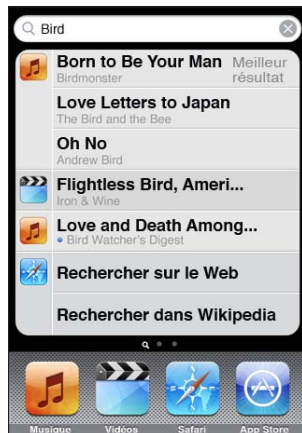 Bird
Born to Be Your Man Meilleur
Birdmonster résultat
Love Letters to Japan
The Bird and the Bee
Oh No
Andrew Bird
Flightless Bird, Ameri...
Iron & Wine
Love and Death Among...
Bird Watcher's Digest
Rechercher sur le Web
Rechercher dans Wikipedia
Musique Vidéos Safari App Store